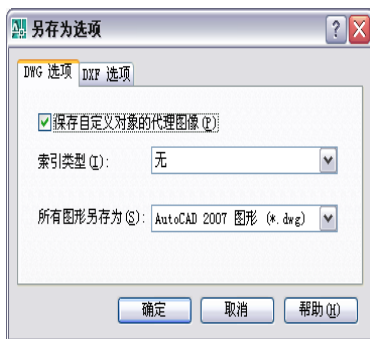 另存为选项
DWG 选项 DXF 选项
保存自定义对象的代理图像(P)
索引类型(I): 无
所有图形另存为(S): AutoCAD 2007 图形 (*.dwg)
确定 取消 帮助(H)